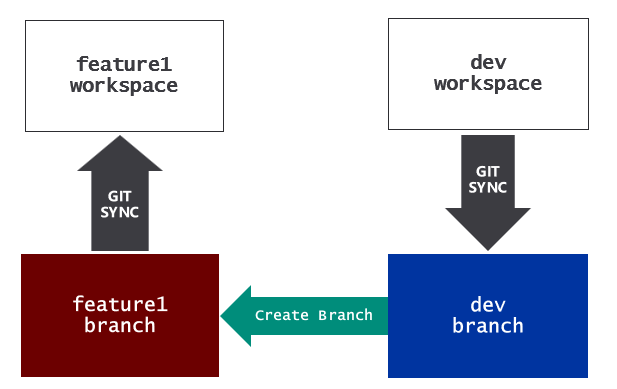 feature1
workspace
dev
workspace
GIT
SYNC
GIT
SYNC
feature1
branch
Create Branch
dev
branch